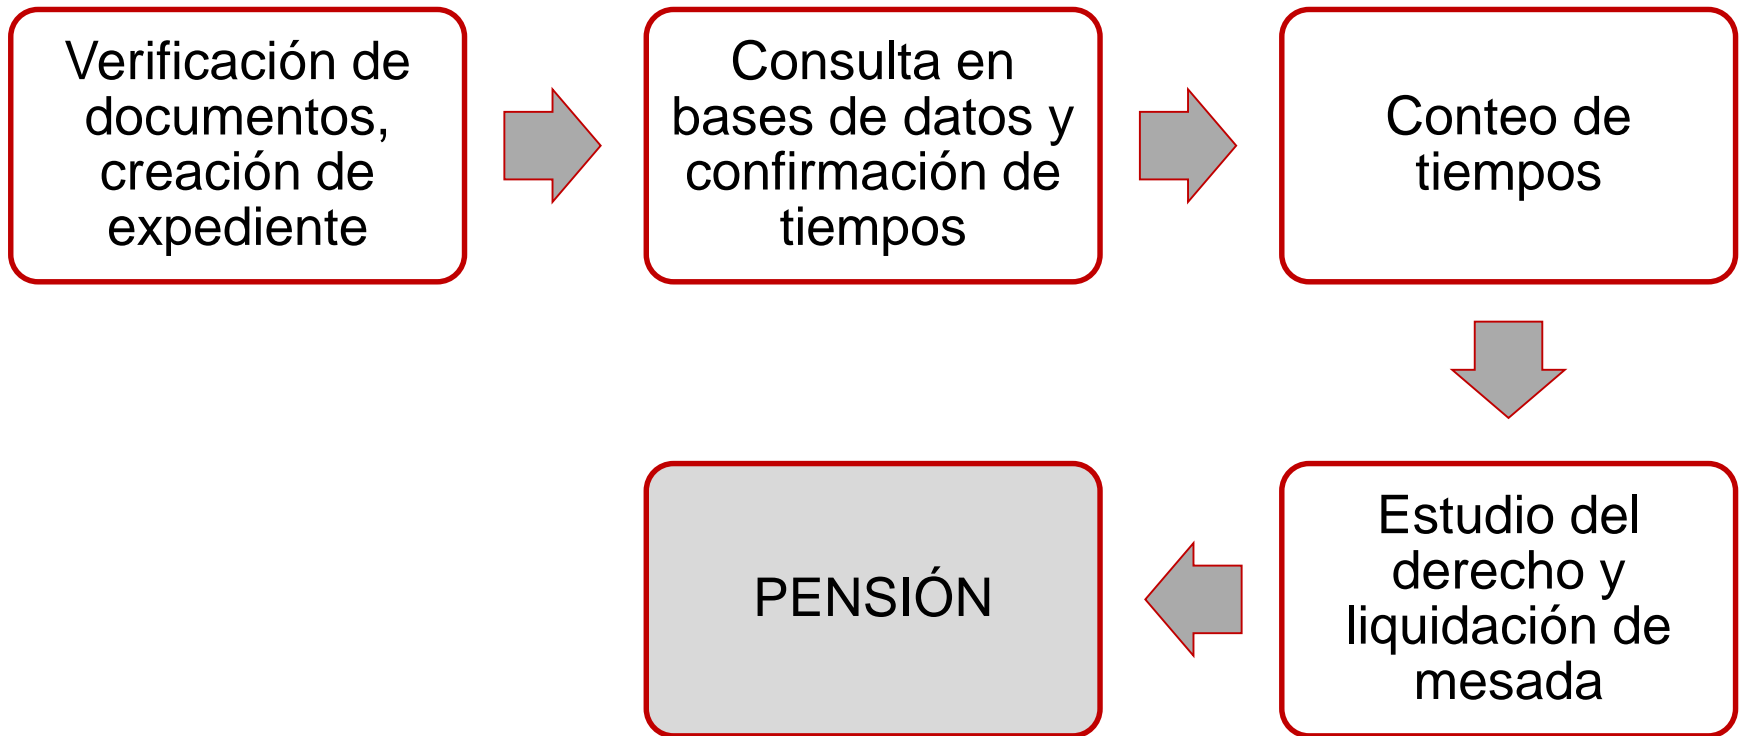 Verificación de
documentos,
creación de
expediente
Consulta en
bases de datos y
confirmación de
tiempos
Conteo de
tiempos
Estudio del
derecho y
liquidación de
mesada
PENSIÓN